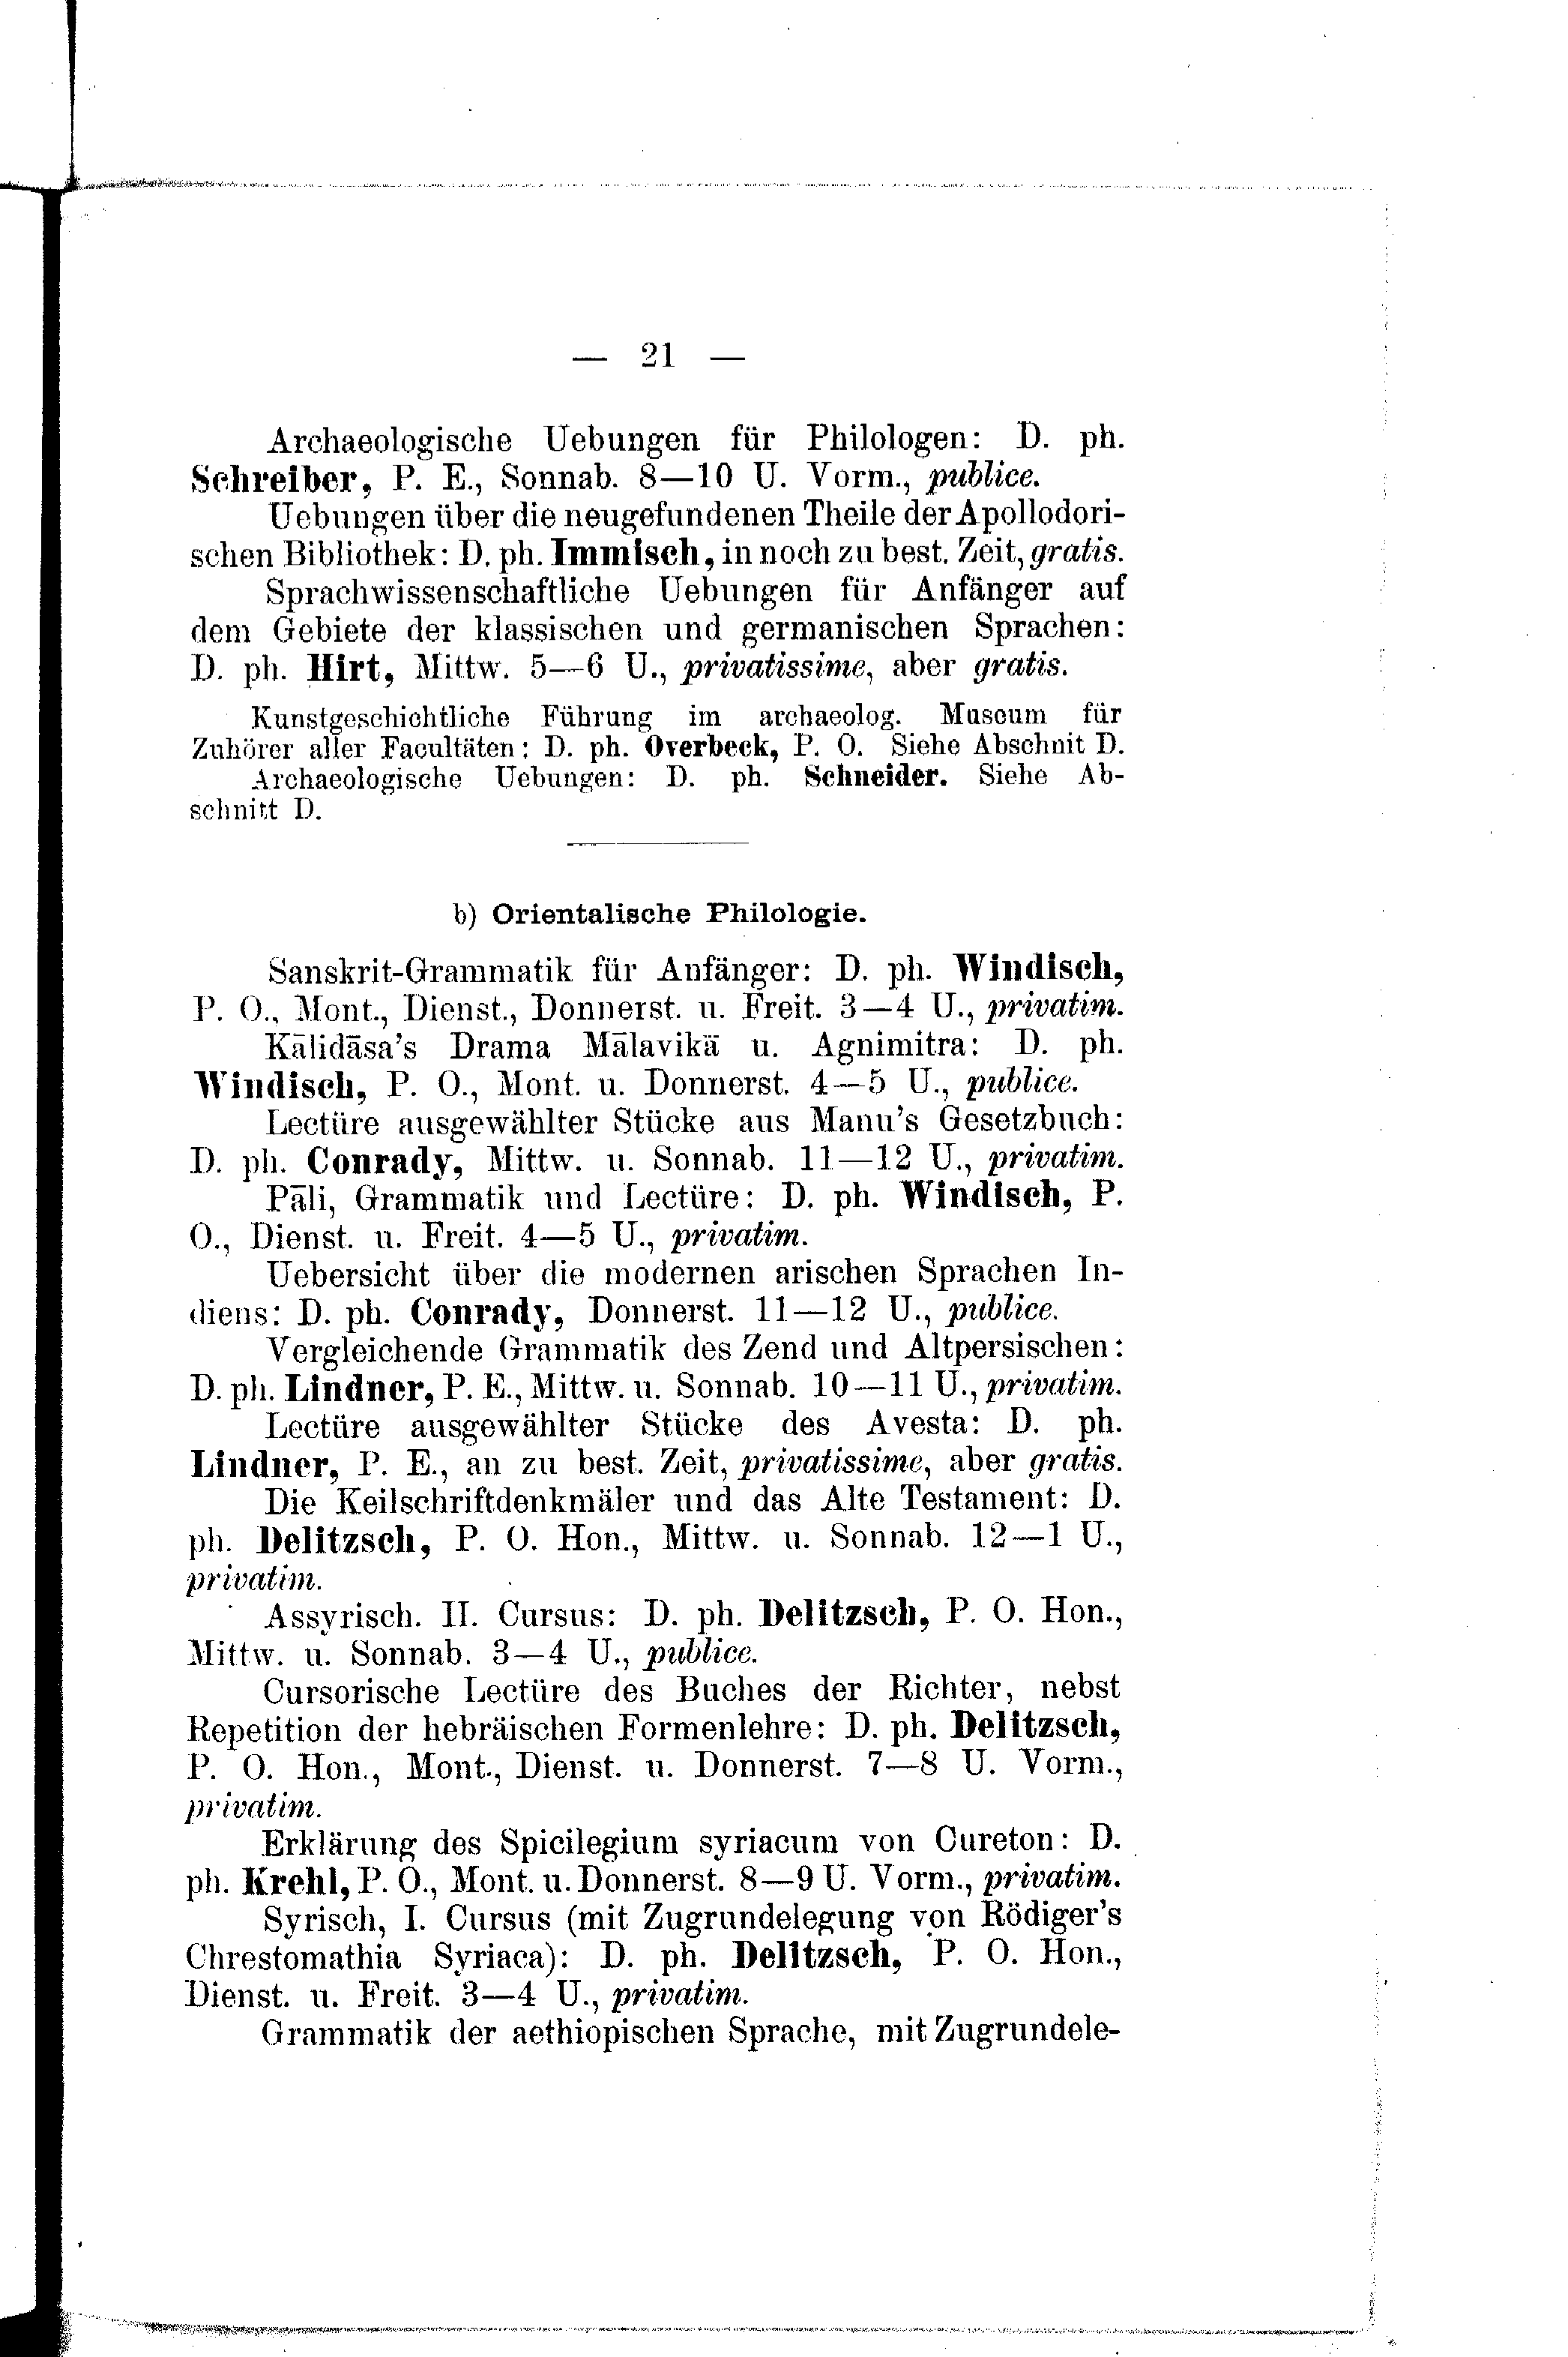 — 21 —
Archaeologische Uebungen für Philologen: D. ph.
Schreiber, P. E., Sonnab. 8—10 U. Vorm., publice.
Uebungen über die neugefundenen Theile der Apollodori-
schen Bibliothek: D. ph. Immisch, in noch zu best. Zeit, gratis.
Sprachwissenschaftliche Uebungen für Anfänger auf
dem Gebiete der klassischen und germanischen Sprachen:
D. ph. Hirt, Mittw. 5—6 U., privatissime, aber gratis.
Kunstgeschichtliche Führung im archaeolog. Museum für
Zuhörer aller Facultäten: D. ph. Overbeck, P. O. Siehe Abschnit D.
Archaeologische Uebungen: D. ph. Schneider. Siehe Ab-
schnitt D.
b) Orientalische Philologie.
Sanskrit-Grammatik für Anfänger: D. ph. Windisch,
P. O., Mont., Dienst., Donnerst. u. Freit. 3—4 U., privatim.
Kālidāsa's Drama Mālavikā u. Agnimitra: D. ph.
Windisch, P. O., Mont. u. Donnerst. 4—5 U., publice.
Lectüre ausgewählter Stücke aus Manu's Gesetzbuch:
D. ph. Conrady, Mittw. u. Sonnab. 11—12 U., privatim.
Pāli, Grammatik und Lectüre: D. ph. Windisch, P.
O., Dienst. u. Freit. 4—5 U., privatim.
Uebersicht über die modernen arischen Sprachen In-
diens: D. ph. Conrady, Donnerst. 11—12 U., publice.
Vergleichende Grammatik des Zend und Altpersischen:
D. ph. Lindner, P. E., Mittw. u. Sonnab. 10—11 U., privatim.
Lectüre ausgewählter Stücke des Avesta: D. ph.
Lindner, P. E., an zu best. Zeit, privatissime, aber gratis.
Die Keilschriftdenkmäler und das Alte Testament: D.
ph. Delitzsch, P. O. Hon., Mittw. u. Sonnab. 12—1 U.,
privatim.
Assyrisch. II. Cursus: D. ph. Delitzsch, P. O. Hon.,
Mittw. u. Sonnab. 3—4 U., publice.
Cursorische Lectüre des Buches der Richter, nebst
Repetition der hebräischen Formenlehre: D. ph. Delitzsch,
P. O. Hon., Mont., Dienst. u. Donnerst. 7—8 U. Vorm.,
privatim.
Erklärung des Spicilegium syriacum von Cureton: D.
ph. Krehl, P. O., Mont. u. Donnerst. 8—9 U. Vorm., privatim.
Syrisch, I. Cursus (mit Zugrundelegung von Rödiger's
Chrestomathia Syriaca): D. ph. Delitzsch, P. O. Hon.,
Dienst. u. Freit. 3—4 U., privatim.
Grammatik der aethiopischen Sprache, mit Zugrundele-